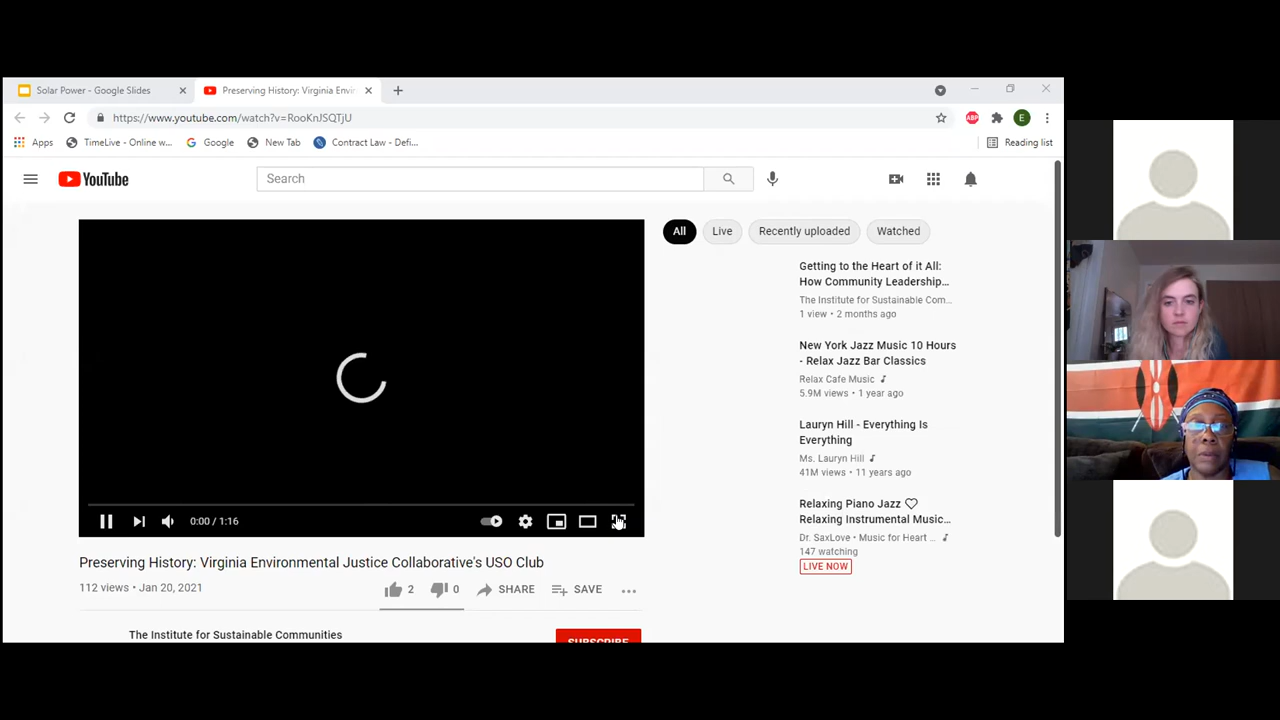 Solar Power - Google Slides
Preserving History: Virginia Envir
https://www.youtube.com/watch?v=RooKnJSQTjU
ABP
E
Apps
TimeLive - Online w...
Google
New Tab
Contract Law - Defi...
Reading list
YouTube
Search
All
Live
Recently uploaded
Watched
Getting to the Heart of it All:
How Community Leadership...
The Institute for Sustainable Com...
1 view • 2 months ago
New York Jazz Music 10 Hours
- Relax Jazz Bar Classics
Relax Cafe Music
5.9M views • 1 year ago
Lauryn Hill - Everything Is
Everything
Ms. Lauryn Hill
41M views • 11 years ago
Relaxing Piano Jazz ♡
Relaxing Instrumental Music...
Dr. SaxLove • Music for Heart ...
147 watching
LIVE NOW
0:00 / 1:16
Preserving History: Virginia Environmental Justice Collaborative's USO Club
112 views • Jan 20, 2021
2
0
SHARE
SAVE
The Institute for Sustainable Communities
SUBSCRIBE